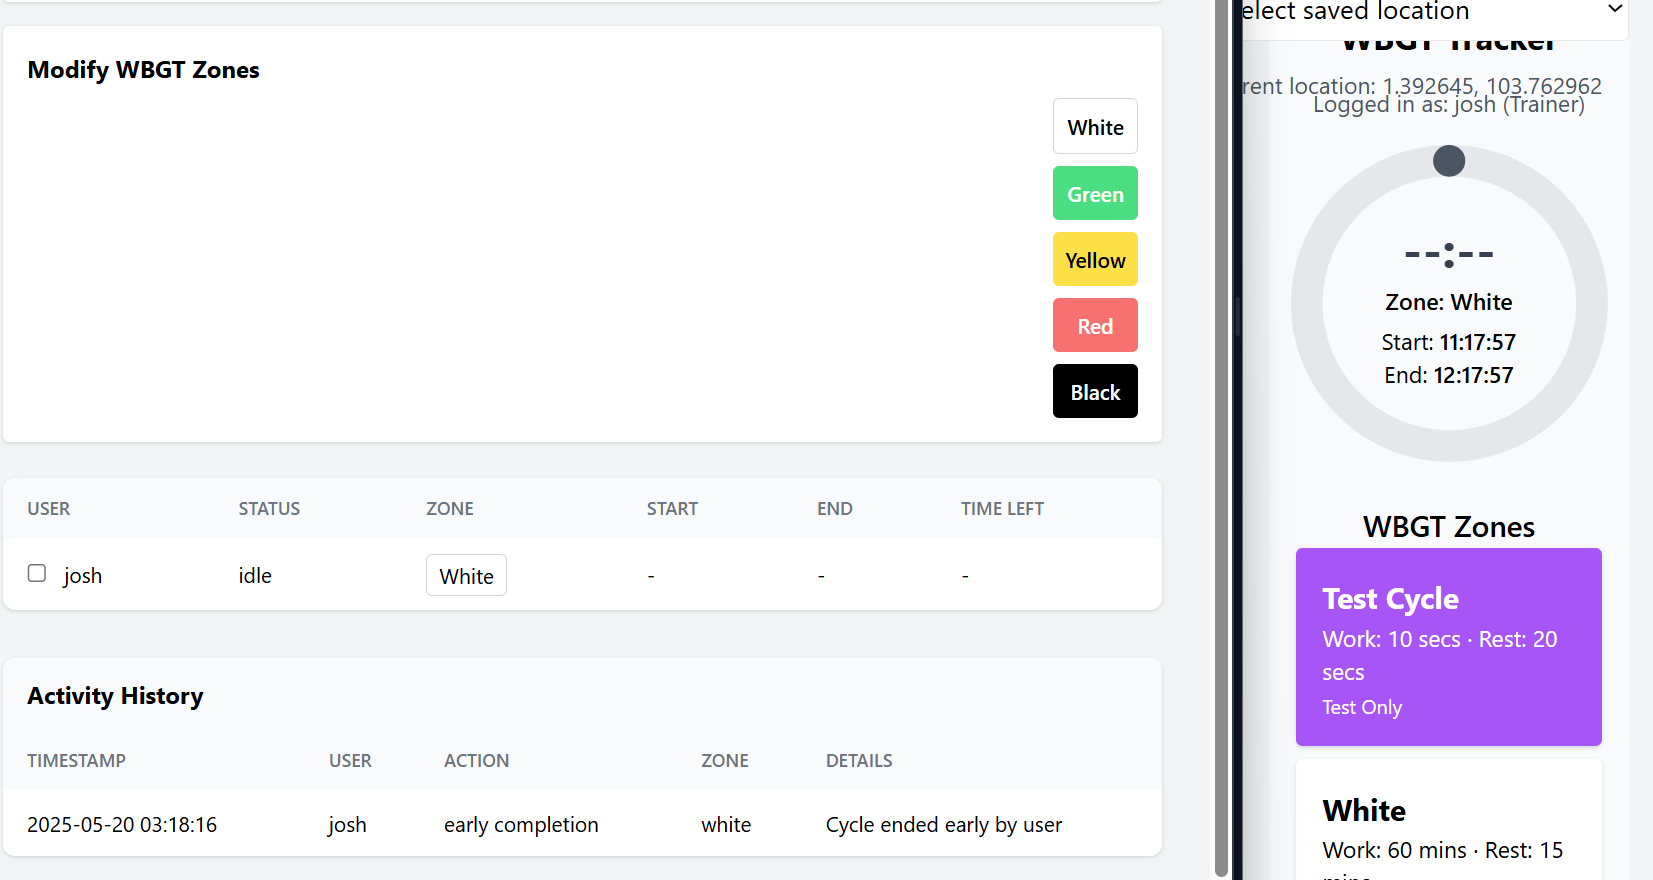 Modify WBGT Zones
White
Green
Yellow
Red
Black
USER STATUS ZONE START END TIME LEFT
josh idle White - - -
Activity History
TIMESTAMP USER ACTION ZONE DETAILS
2025-05-20 03:18:16 josh early completion white Cycle ended early by user
elect saved location
WBGT Tracker
rent location: 1.392645, 103.762962
Logged in as: josh (Trainer)
--:--
Zone: White
Start: 11:17:57
End: 12:17:57
WBGT Zones
Test Cycle
Work: 10 secs · Rest: 20
secs
Test Only
White
Work: 60 mins · Rest: 15
mins